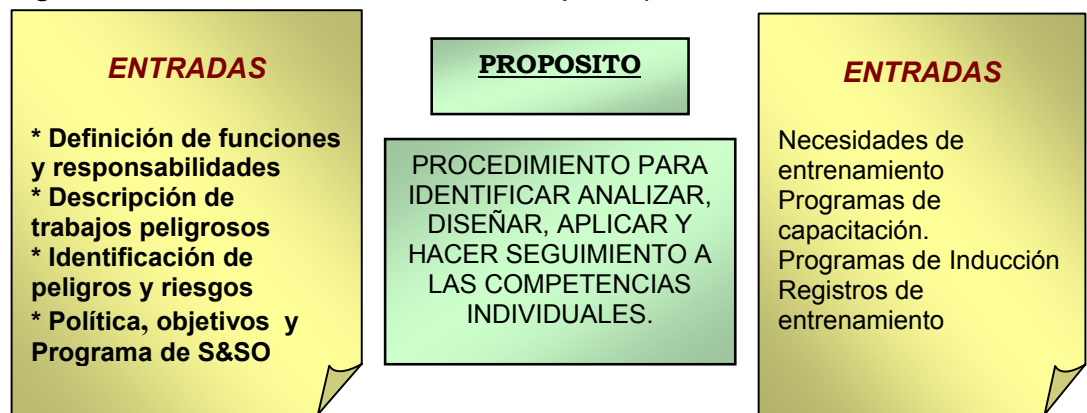 ENTRADAS
* Definición de funciones
y responsabilidades
* Descripción de
trabajos peligrosos
* Identificación de
peligros y riesgos
* Política, objetivos y
Programa de S&SO
PROPOSITO
PROCEDIMIENTO PARA
IDENTIFICAR ANALIZAR,
DISEÑAR, APLICAR Y
HACER SEGUIMIENTO A
LAS COMPETENCIAS
INDIVIDUALES.
ENTRADAS
Necesidades de
entrenamiento
Programas de
capacitación.
Programas de Inducción
Registros de
entrenamiento